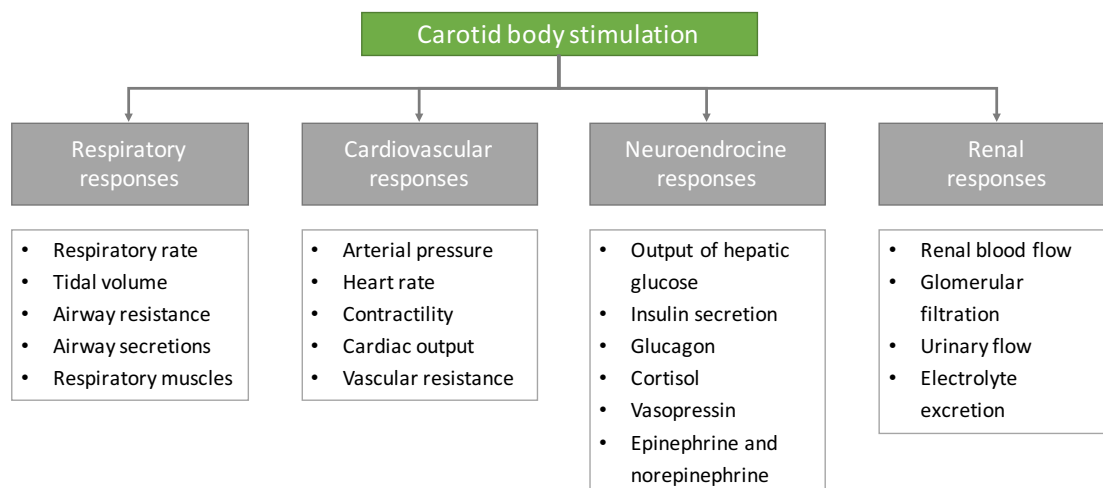 Carotid body stimulation
Respiratory
responses
Cardiovascular
responses
Neuroendocrine
responses
Renal
responses
• Respiratory rate
• Tidal volume
• Airway resistance
• Airway secretions
• Respiratory muscles
• Arterial pressure
• Heart rate
• Contractility
• Cardiac output
• Vascular resistance
• Output of hepatic
glucose
• Insulin secretion
• Glucagon
• Cortisol
• Vasopressin
• Epinephrine and
norepinephrine
• Renal blood flow
• Glomerular
filtration
• Urinary flow
• Electrolyte
excretion